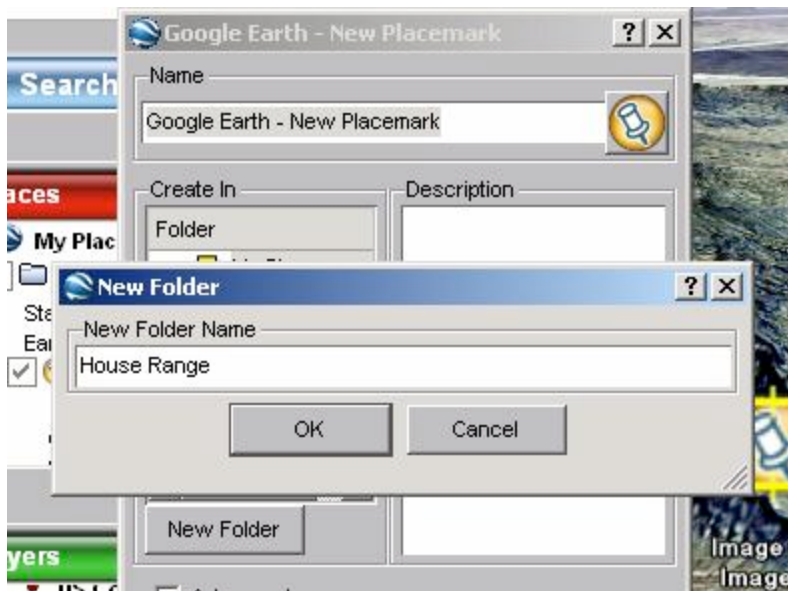 Google Earth - New Placemark
Search
Name
Google Earth - New Placemark
Create In
Description
Folder
My Plac
New Folder
New Folder Name
House Range
OK
Cancel
New Folder
Image
Image